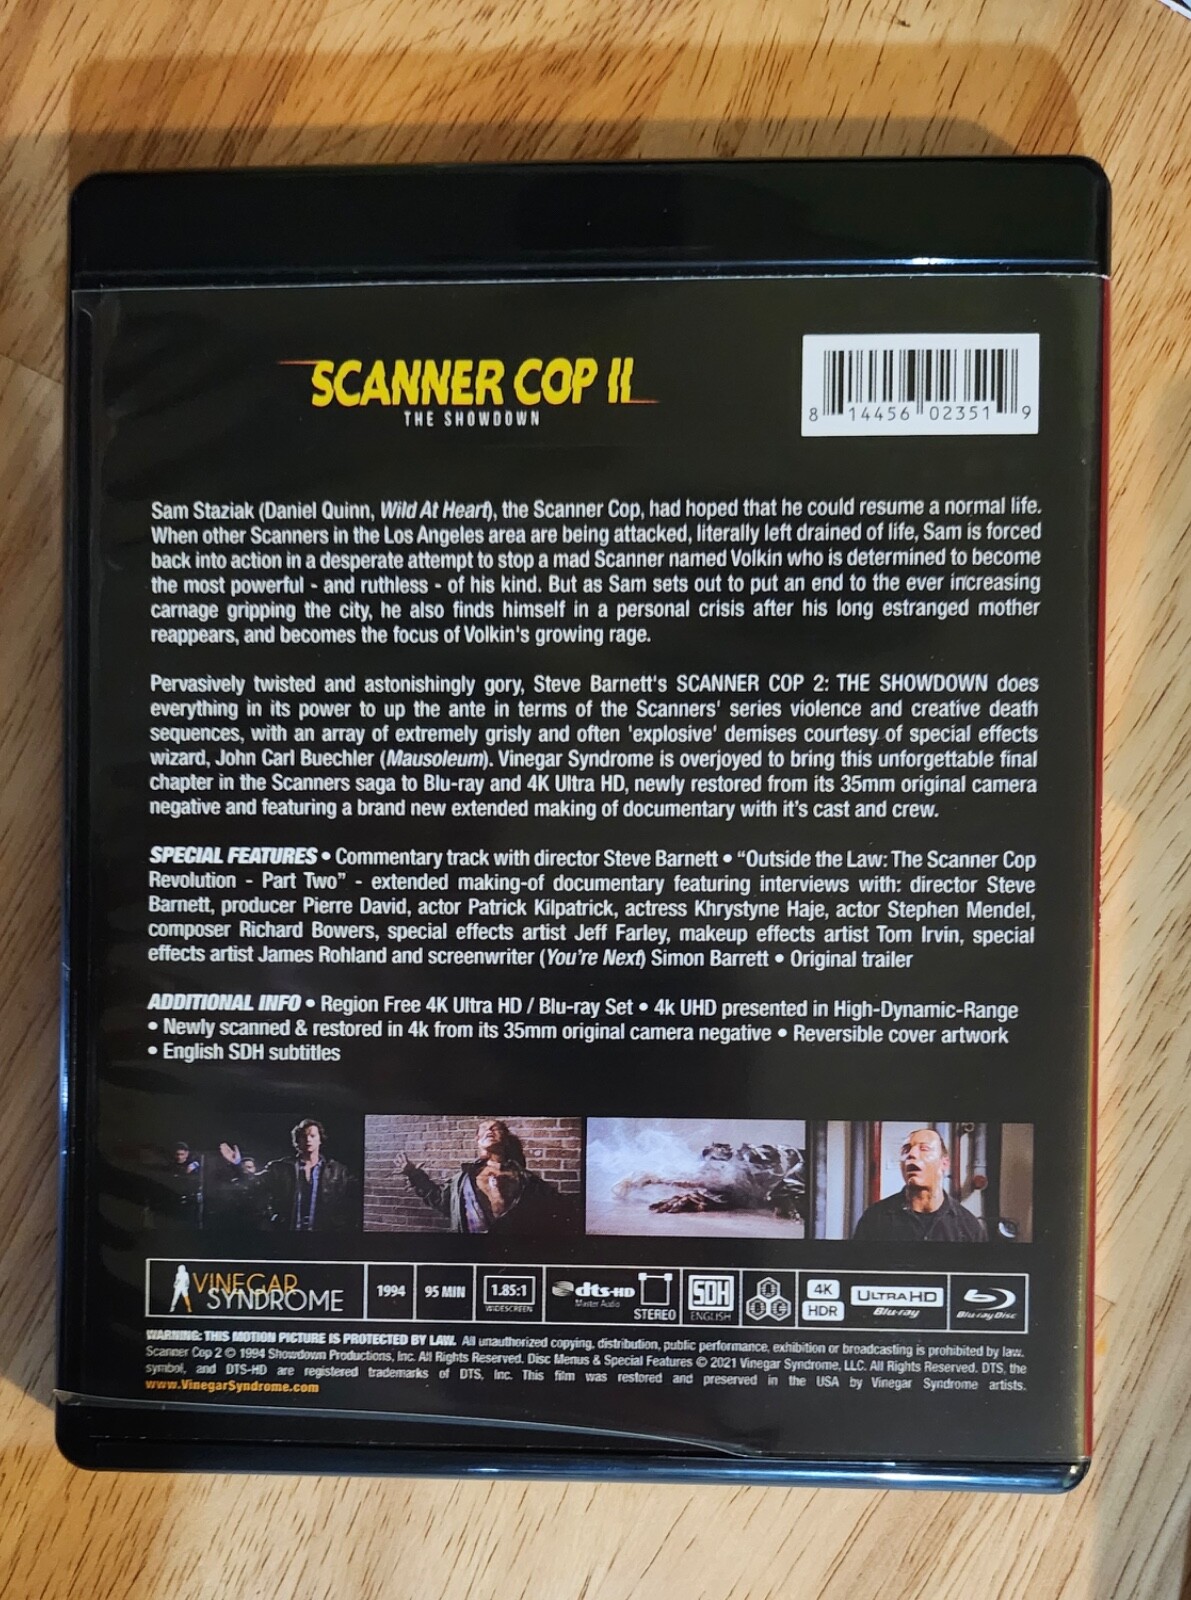 SCANNER COP II
THE SHOWDOWN
8 14456 02351 9
Sam Staziak (Daniel Quinn, Wild At Heart), the Scanner Cop, had hoped that he could resume a normal life.
When other Scanners in the Los Angeles area are being attacked, literally left drained of life, Sam is forced
back into action in a desperate attempt to stop a mad Scanner named Volkin who is determined to become
the most powerful - and ruthless - of his kind. But as Sam sets out to put an end to the ever increasing
carnage gripping the city, he also finds himself in a personal crisis after his long estranged mother
reappears, and becomes the focus of Volkin's growing rage.
Pervasively twisted and astonishingly gory, Steve Barnett's SCANNER COP 2: THE SHOWDOWN does
everything in its power to up the ante in terms of the Scanners' series violence and creative death
sequences, with an array of extremely grisly and often 'explosive' demises courtesy of special effects
wizard, John Carl Buechler (Mausoleum). Vinegar Syndrome is overjoyed to bring this unforgettable final
chapter in the Scanners saga to Blu-ray and 4K Ultra HD, newly restored from its 35mm original camera
negative and featuring a brand new extended making of documentary with it's cast and crew.
SPECIAL FEATURES • Commentary track with director Steve Barnett • “Outside the Law: The Scanner Cop
Revolution - Part Two” - extended making-of documentary featuring interviews with: director Steve
Barnett, producer Pierre David, actor Patrick Kilpatrick, actress Khrystyne Haje, actor Stephen Mendel,
composer Richard Bowers, special effects artist Jeff Farley, makeup effects artist Tom Irvin, special
effects artist James Rohland and screenwriter (You're Next) Simon Barrett • Original trailer
ADDITIONAL INFO • Region Free 4K Ultra HD / Blu-ray Set • 4k UHD presented in High-Dynamic-Range
• Newly scanned & restored in 4k from its 35mm original camera negative • Reversible cover artwork
• English SDH subtitles
VINEGAR
SYNDROME
1994
95 MIN
1.85:1
WIDESCREEN
dts-HD
Master Audio
STEREO
SDH
ENGLISH
A B C
4K
HDR
ULTRA HD
Blu-ray
Blu-ray Disc
WARNING: THIS MOTION PICTURE IS PROTECTED BY LAW. All unauthorized copying, distribution, public performance, exhibition or broadcasting is prohibited by law.
Scanner Cop 2 © 1994 Showdown Productions, Inc. All Rights Reserved. Disc Menus & Special Features © 2021 Vinegar Syndrome, LLC. All Rights Reserved. DTS, the
symbol, and DTS-HD are registered trademarks of DTS, Inc. This film was restored and preserved in the USA by Vinegar Syndrome artists.
www.VinegarSyndrome.com